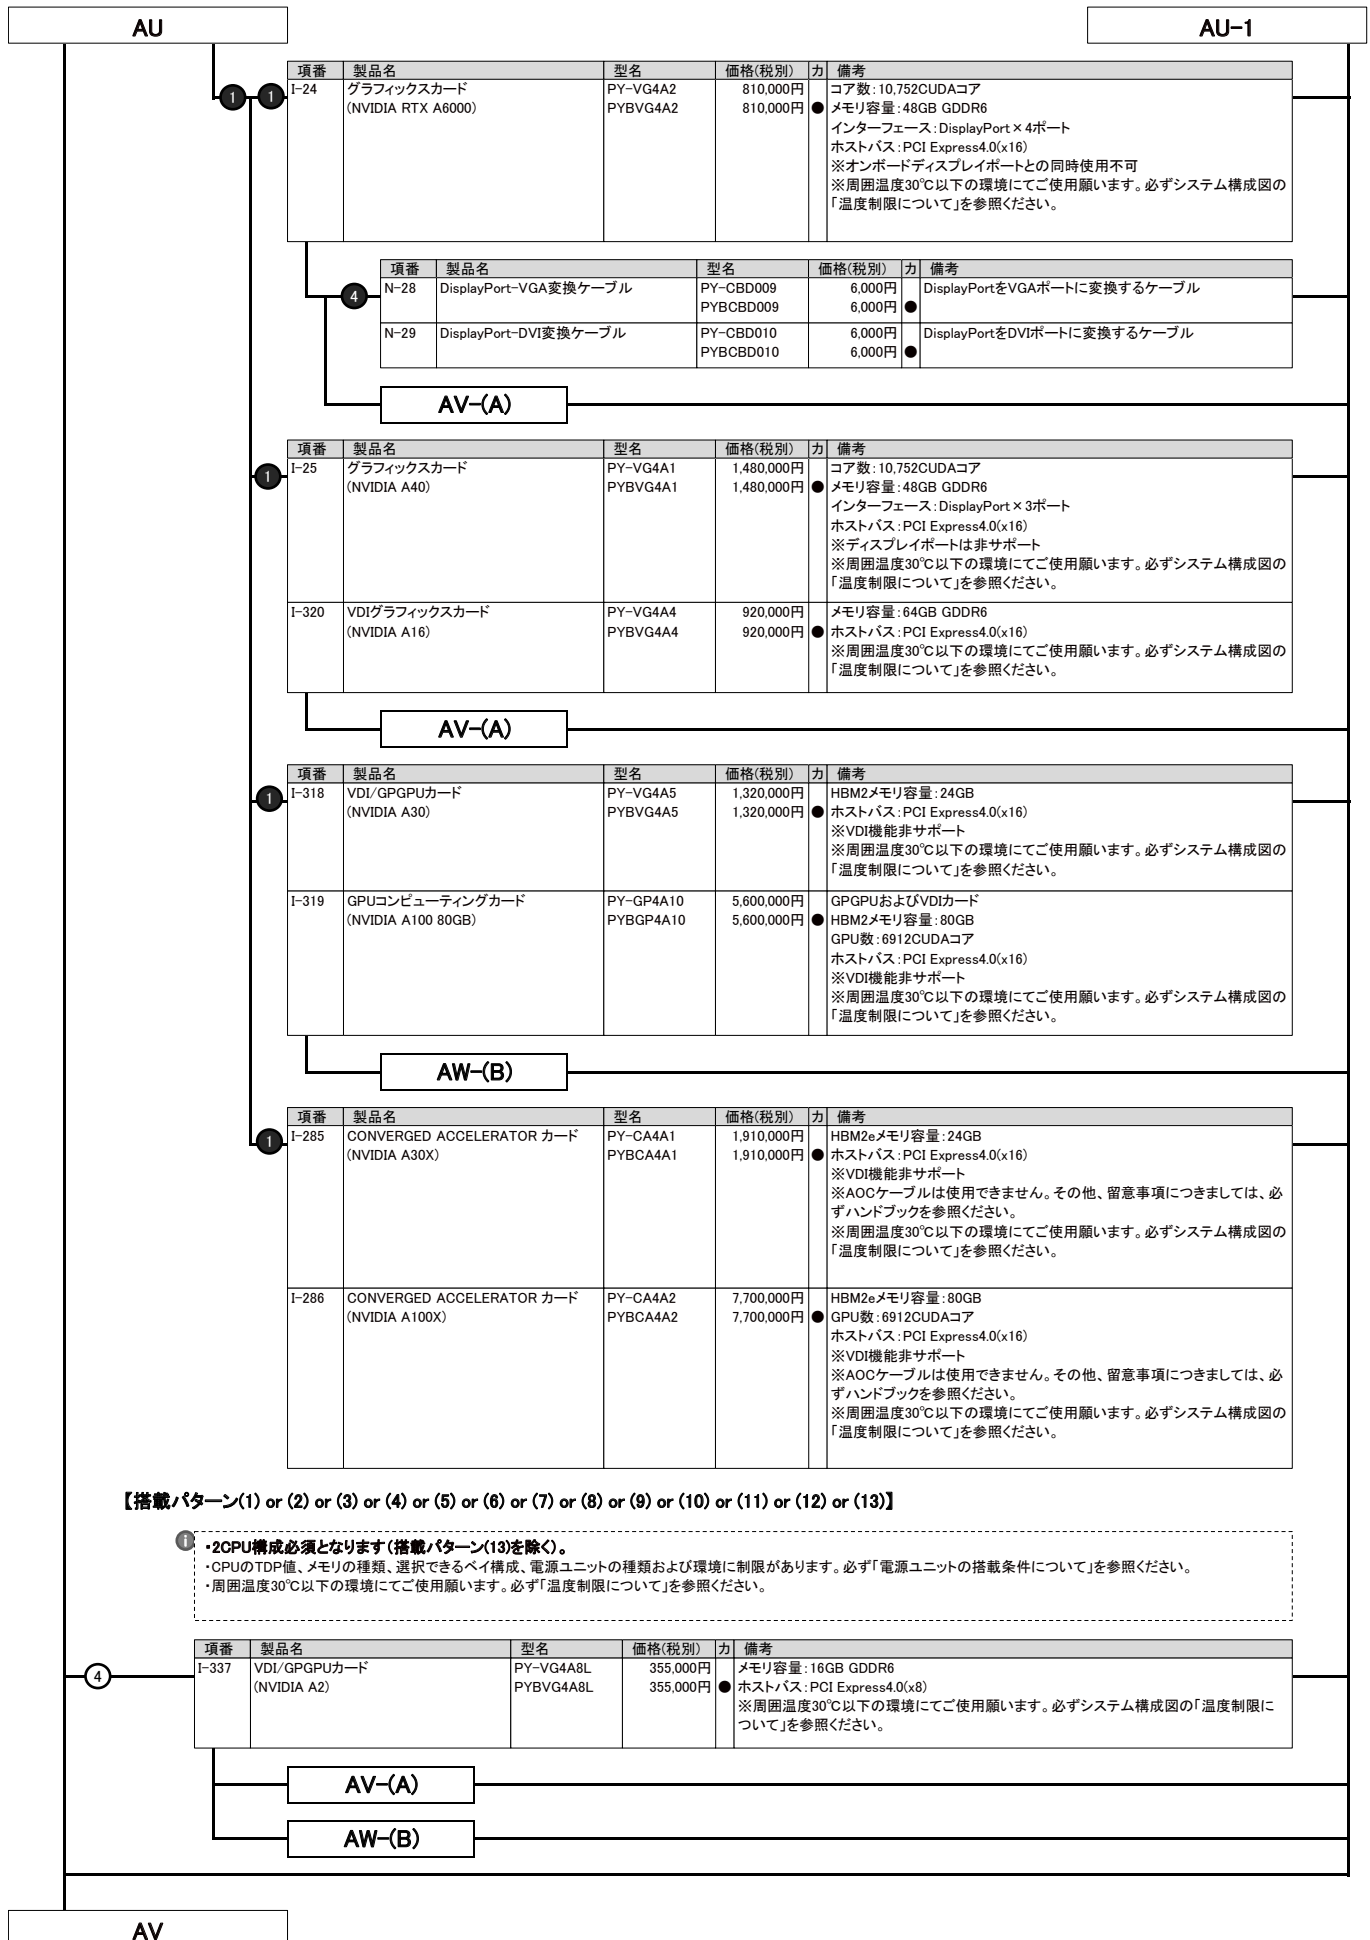 AU
AU-1
項番 製品名 型名 価格(税別) カ 備考
I-24 グラフィックスカード PY-VG4A2 810,000円 コア数:10,752CUDAコア
(NVIDIA RTX A6000) PYBVG4A2 810,000円 ● メモリ容量:48GB GDDR6
インターフェース:DisplayPort×4ポート
ホストバス:PCI Express4.0(x16)
※オンボードディスプレイポートとの同時使用不可
※周囲温度30℃以下の環境にてご使用願います。必ずシステム構成図の
「温度制限について」を参照ください。
1 1
項番 製品名 型名 価格(税別) カ 備考
N-28 DisplayPort-VGA変換ケーブル PY-CBD009 6,000円 DisplayPortをVGAポートに変換するケーブル
4 PYBCBD009 6,000円 ●
N-29 DisplayPort-DVI変換ケーブル PY-CBD010 6,000円 DisplayPortをDVIポートに変換するケーブル
PYBCBD010 6,000円 ●
AV-(A)
項番 製品名 型名 価格(税別) カ 備考
I-25 グラフィックスカード PY-VG4A1 1,480,000円 コア数:10,752CUDAコア
1 (NVIDIA A40) PYBVG4A1 1,480,000円 ● メモリ容量:48GB GDDR6
インターフェース:DisplayPort×3ポート
ホストバス:PCI Express4.0(x16)
※ディスプレイポートは非サポート
※周囲温度30℃以下の環境にてご使用願います。必ずシステム構成図の
「温度制限について」を参照ください。
I-320 VDIグラフィックスカード PY-VG4A4 920,000円 メモリ容量:64GB GDDR6
(NVIDIA A16) PYBVG4A4 920,000円 ● ホストバス:PCI Express4.0(x16)
※周囲温度30℃以下の環境にてご使用願います。必ずシステム構成図の
「温度制限について」を参照ください。
AV-(A)
項番 製品名 型名 価格(税別) カ 備考
1 I-318 VDI/GPGPUカード PY-VG4A5 1,320,000円 HBM2メモリ容量:24GB
(NVIDIA A30) PYBVG4A5 1,320,000円 ● ホストバス:PCI Express4.0(x16)
※VDI機能非サポート
※周囲温度30℃以下の環境にてご使用願います。必ずシステム構成図の
「温度制限について」を参照ください。
I-319 GPUコンピューティングカード PY-GP4A10 5,600,000円 GPGPUおよびVDIカード
(NVIDIA A100 80GB) PYBGP4A10 5,600,000円 ● HBM2メモリ容量:80GB
GPU数:6912CUDAコア
ホストバス:PCI Express4.0(x16)
※VDI機能非サポート
※周囲温度30℃以下の環境にてご使用願います。必ずシステム構成図の
「温度制限について」を参照ください。
AW-(B)
項番 製品名 型名 価格(税別) カ 備考
1 I-285 CONVERGED ACCELERATOR カード PY-CA4A1 1,910,000円 HBM2eメモリ容量:24GB
(NVIDIA A30X) PYBCA4A1 1,910,000円 ● ホストバス:PCI Express4.0(x16)
※VDI機能非サポート
※AOCケーブルは使用できません。その他、留意事項につきましては、必
ずハンドブックを参照ください。
※周囲温度30℃以下の環境にてご使用願います。必ずシステム構成図の
「温度制限について」を参照ください。
I-286 CONVERGED ACCELERATOR カード PY-CA4A2 7,700,000円 HBM2eメモリ容量:80GB
(NVIDIA A100X) PYBCA4A2 7,700,000円 ● GPU数:6912CUDAコア
ホストバス:PCI Express4.0(x16)
※VDI機能非サポート
※AOCケーブルは使用できません。その他、留意事項につきましては、必
ずハンドブックを参照ください。
※周囲温度30℃以下の環境にてご使用願います。必ずシステム構成図の
「温度制限について」を参照ください。
【搭載パターン(1) or (2) or (3) or (4) or (5) or (6) or (7) or (8) or (9) or (10) or (11) or (12) or (13)】
i ・2CPU構成必須となります(搭載パターン(13)を除く)。
・CPUのTDP値、メモリの種類、選択できるベイ構成、電源ユニットの種類および環境に制限があります。必ず「電源ユニットの搭載条件について」を参照ください。
・周囲温度30℃以下の環境にてご使用願います。必ず「温度制限について」を参照ください。
項番 製品名 型名 価格(税別) カ 備考
4 I-337 VDI/GPGPUカード PY-VG4A8L 355,000円 メモリ容量:16GB GDDR6
(NVIDIA A2) PYBVG4A8L 355,000円 ● ホストバス:PCI Express4.0(x8)
※周囲温度30℃以下の環境にてご使用願います。必ずシステム構成図の「温度制限に
ついて」を参照ください。
AV-(A)
AW-(B)
AV